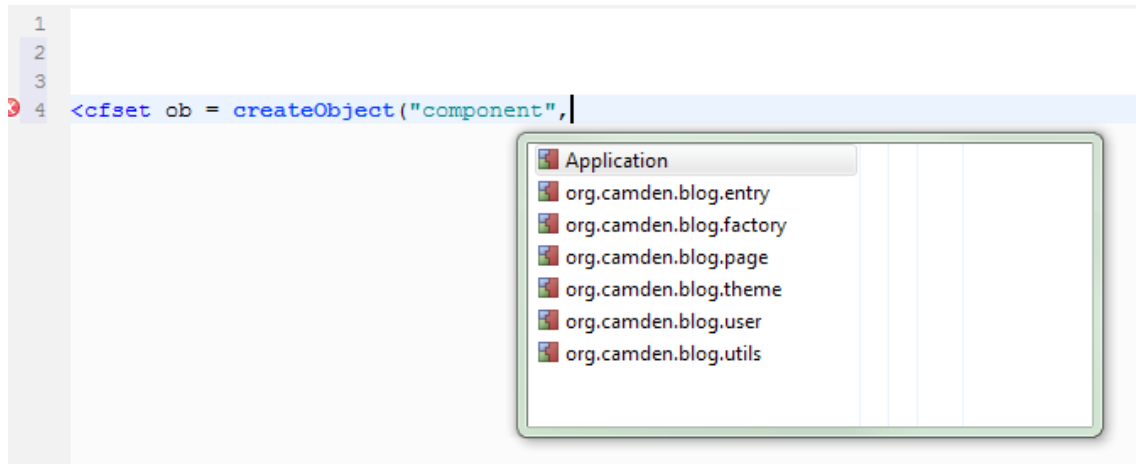 1
2
3
4 <cfset ob = createObject("component",
Application
org.camden.blog.entry
org.camden.blog.factory
org.camden.blog.page
org.camden.blog.theme
org.camden.blog.user
org.camden.blog.utils